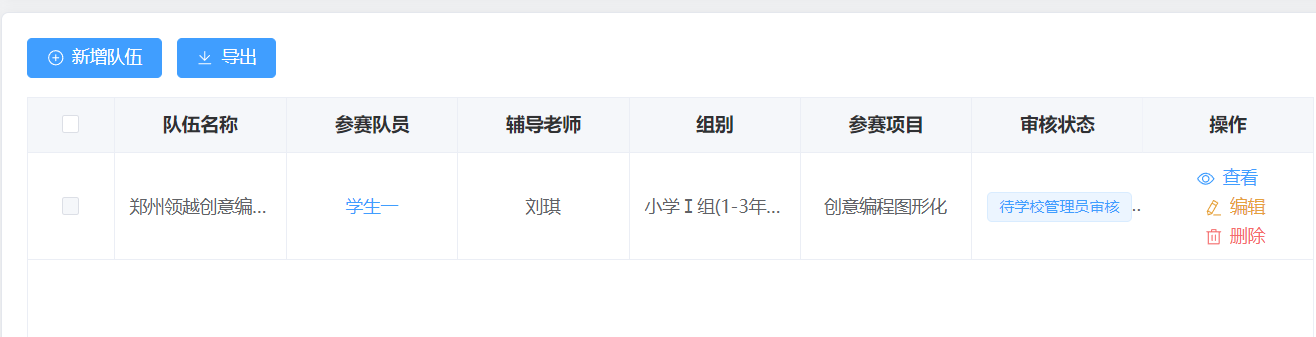 新增队伍 导出
队伍名称 参赛队员 辅导老师 组别 参赛项目 审核状态 操作
郑州领越创意编... 学生一 刘琪 小学Ⅰ组(1-3年... 创意编程图形化 待学校管理员审核 ... 查看
编辑
删除